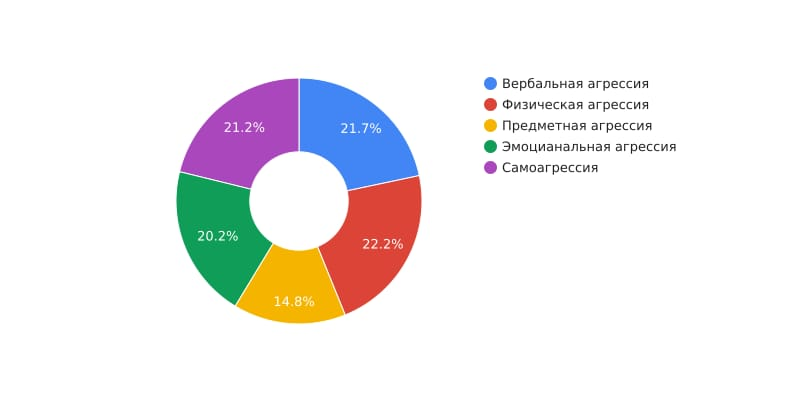 21.2%
21.7%
20.2%
22.2%
14.8%
Вербальная агрессия
Физическая агрессия
Предметная агрессия
Эмоцианальная агрессия
Самоагрессия